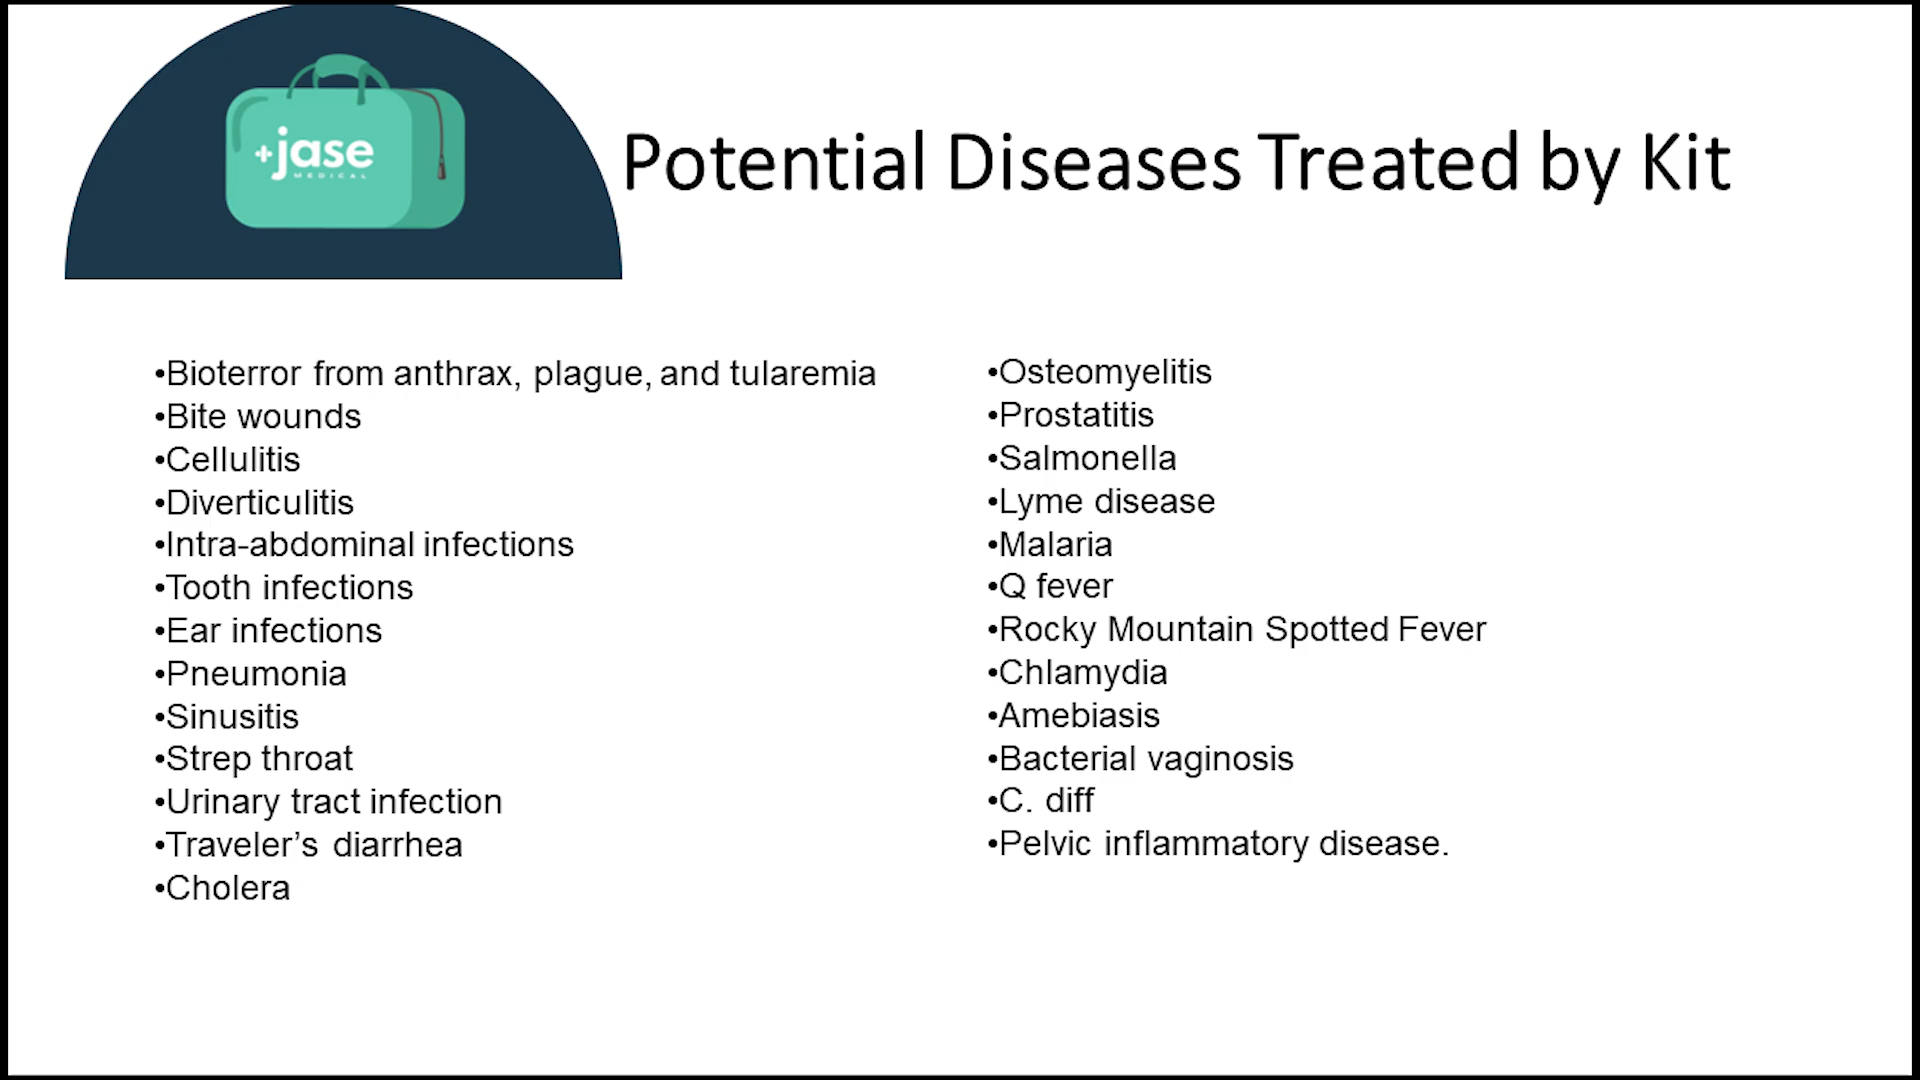 +jase
MEDICAL
Potential Diseases Treated by Kit
•Bioterror from anthrax, plague, and tularemia
•Bite wounds
•Cellulitis
•Diverticulitis
•Intra-abdominal infections
•Tooth infections
•Ear infections
•Pneumonia
•Sinusitis
•Strep throat
•Urinary tract infection
•Traveler’s diarrhea
•Cholera
•Osteomyelitis
•Prostatitis
•Salmonella
•Lyme disease
•Malaria
•Q fever
•Rocky Mountain Spotted Fever
•Chlamydia
•Amebiasis
•Bacterial vaginosis
•C. diff
•Pelvic inflammatory disease.